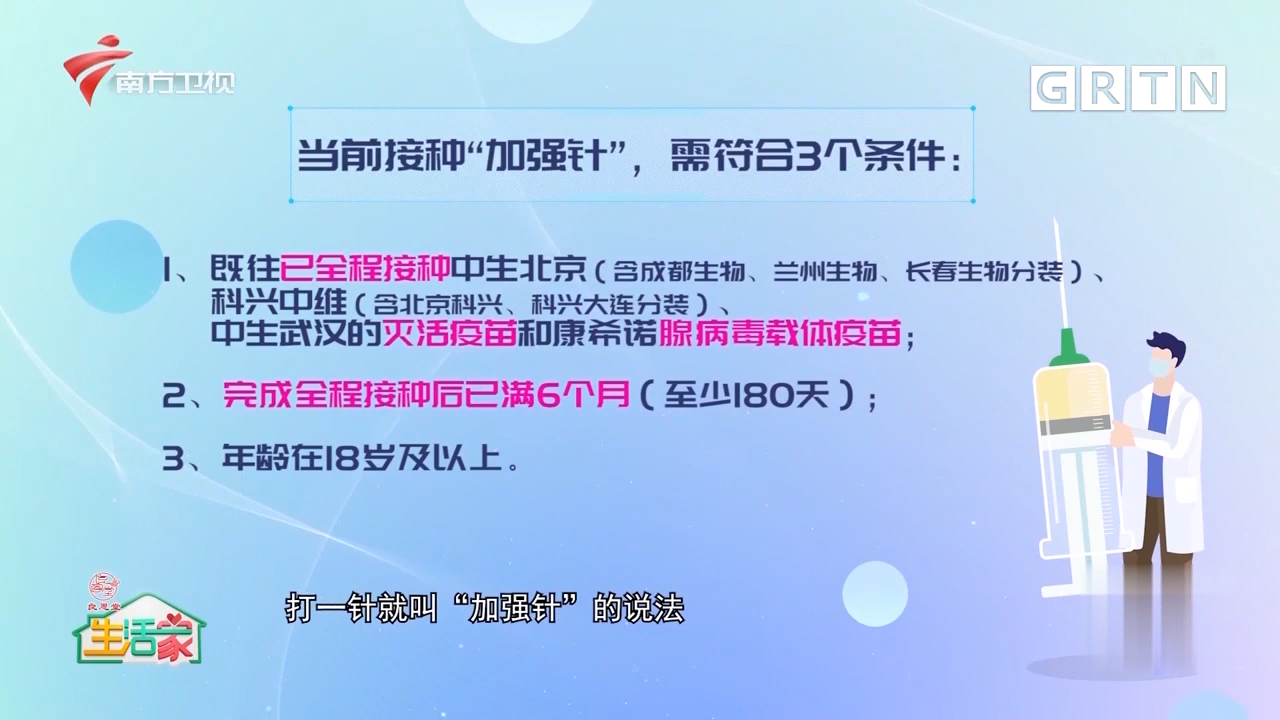 南方卫视
GRTN
当前接种“加强针”，需符合3个条件：
1、既往已全程接种中生北京（含成都生物、兰州生物、长春生物分装）、
科兴中维（含北京科兴、科兴大连分装）、
中生武汉的灭活疫苗和康希诺腺病毒载体疫苗；
2、完成全程接种后已满6个月（至少180天）；
3、年龄在18岁及以上。
良恩堂
生活家
打一针就叫“加强针”的说法